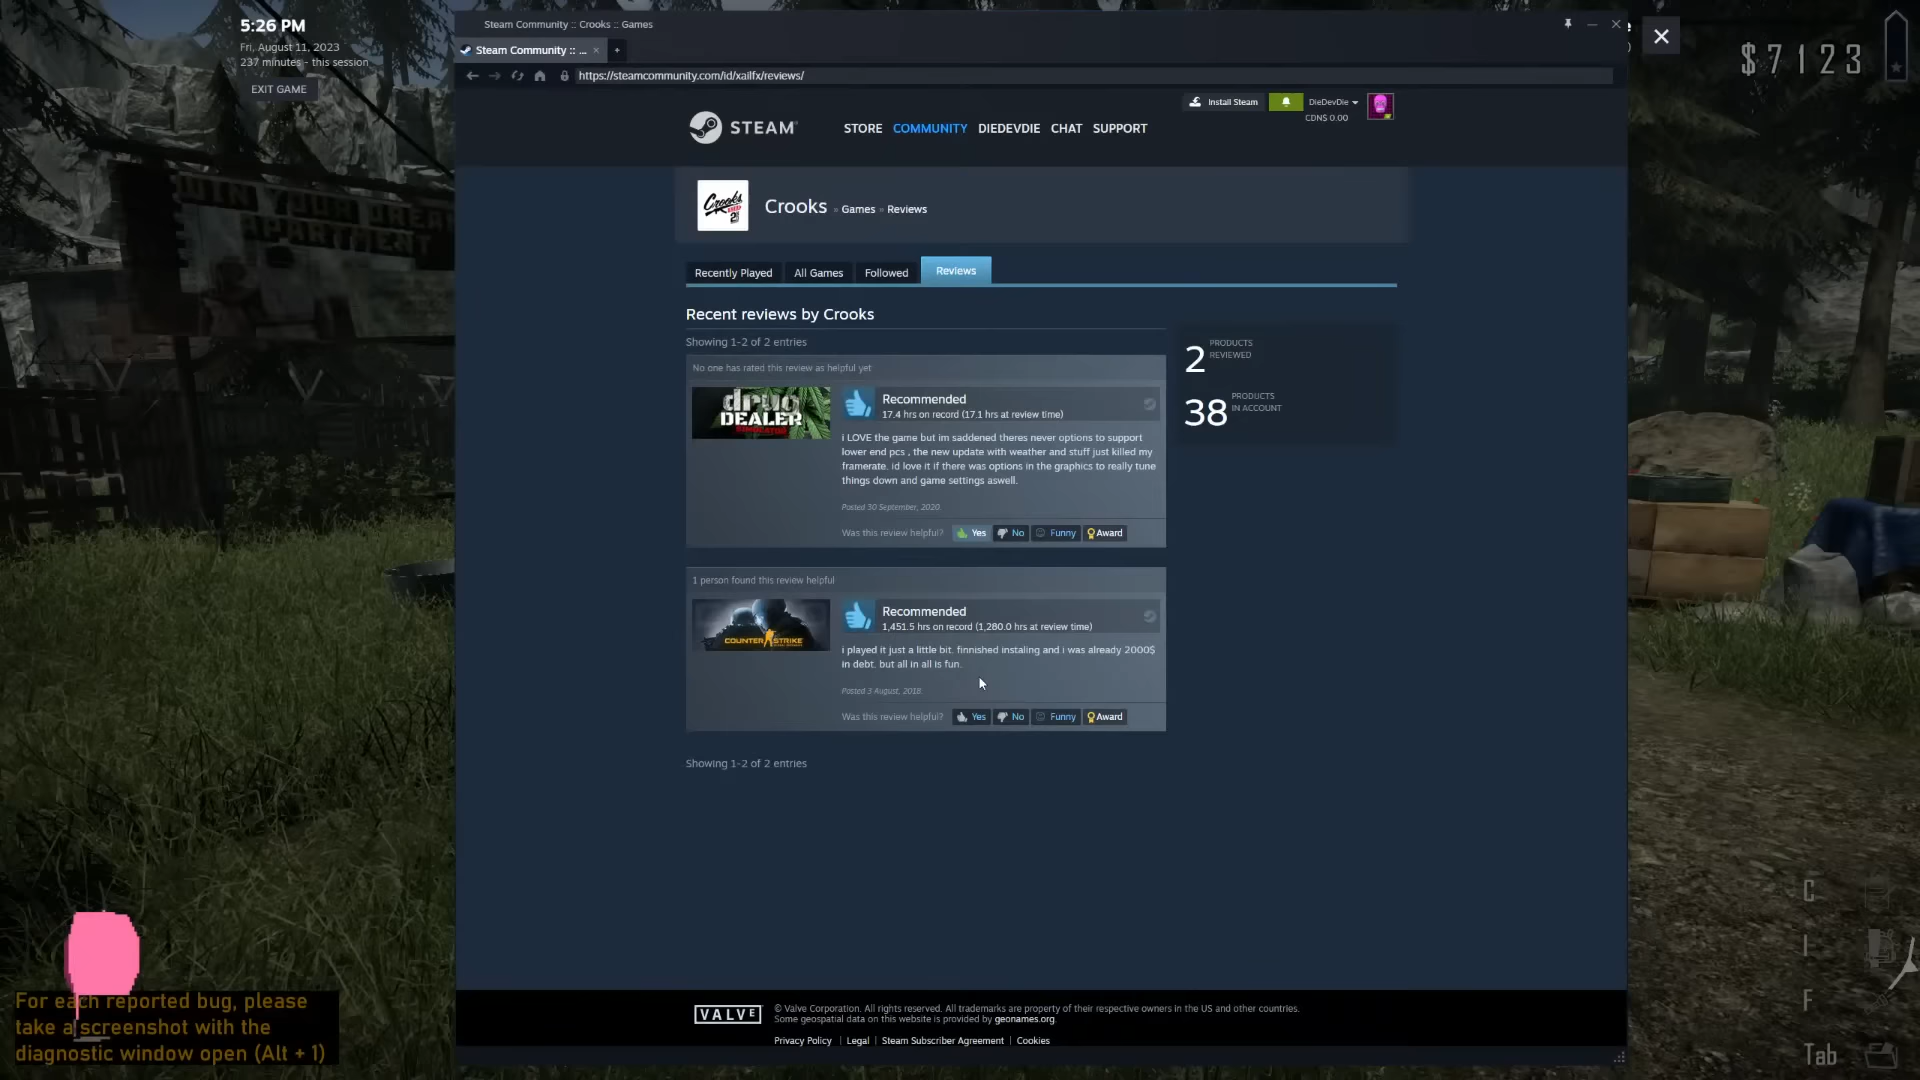 5:26 PM
Fri, August 11, 2023
237 minutes - this session
EXIT GAME
Steam Community :: Crooks :: Games
Steam Community :: ...
https://steamcommunity.com/id/xailfx/reviews/
$7123
Install Steam
DieDevDie
CDN$ 0.00
STEAM®
STORE COMMUNITY DIEDEVDIE CHAT SUPPORT
Crooks
Crooks » Games » Reviews
Recently Played All Games Followed Reviews
Recent reviews by Crooks
Showing 1-2 of 2 entries
2 PRODUCTS
REVIEWED
38 PRODUCTS
IN ACCOUNT
No one has rated this review as helpful yet
drug
DEALER
SIMULATOR
Recommended
17.4 hrs on record (17.1 hrs at review time)
i LOVE the game but im saddened theres never options to support
lower end pcs , the new update with weather and stuff just killed my
framerate. id love it if there was options in the graphics to really tune
things down and game settings aswell.
Posted 30 September, 2020.
Was this review helpful? Yes No Funny Award
1 person found this review helpful
COUNTER STRIKE
Recommended
1,451.5 hrs on record (1,280.0 hrs at review time)
i played it just a little bit. finnished instaling and i was already 2000$
in debt. but all in all is fun.
Posted 3 August, 2018.
Was this review helpful? Yes No Funny Award
Showing 1-2 of 2 entries
C
I
F
Tab
For each reported bug, please
take a screenshot with the
diagnostic window open (Alt + 1)
VALVE
© Valve Corporation. All rights reserved. All trademarks are property of their respective owners in the US and other countries.
Some geospatial data on this website is provided by geonames.org.
Privacy Policy | Legal | Steam Subscriber Agreement | Cookies